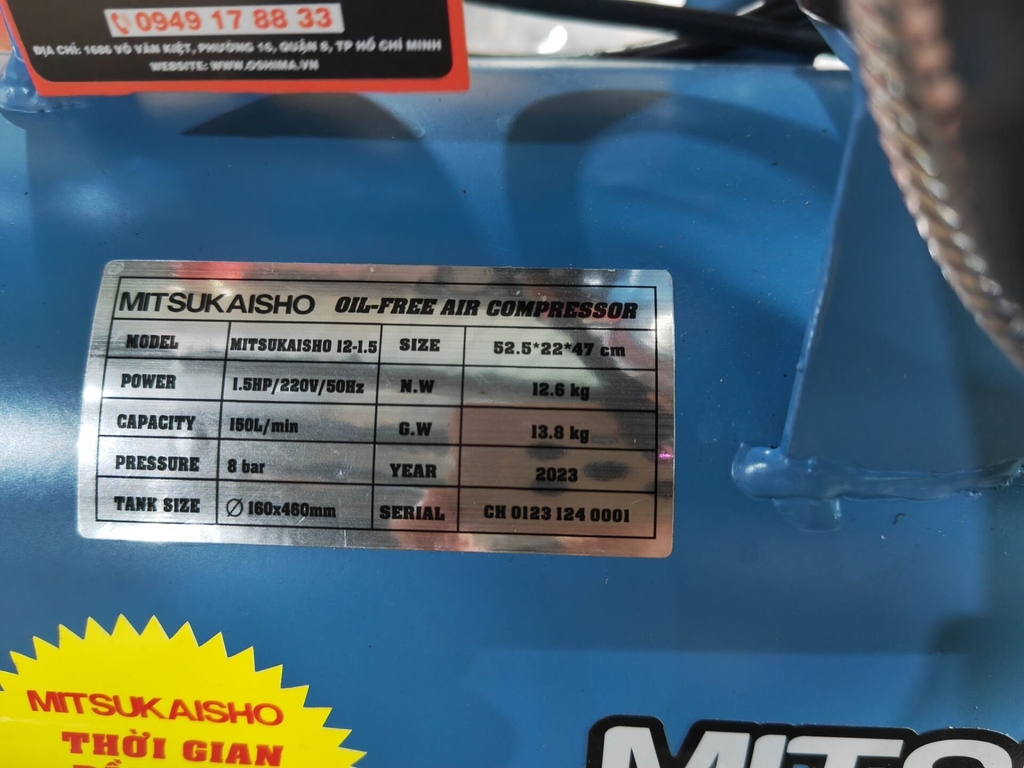 0949 17 88 33
ĐỊA CHỈ: 1686 VÕ VĂN KIỆT, PHƯỜNG 16, QUẬN 8, TP HỒ CHÍ MINH
WEBSITE: WWW.OSHIMA.VN
MITSUKAISHO OIL-FREE AIR COMPRESSOR
MODEL MITSUKAISHO 12-1.5 SIZE 52.5*22*47 cm
POWER 1.5HP/220V/50Hz N.W 12.6 kg
CAPACITY 150L/min G.W 13.8 kg
PRESSURE 8 bar YEAR 2023
TANK SIZE Ø 160x460mm SERIAL CH 0123 124 0001
MITSUKAISHO
THỜI GIAN